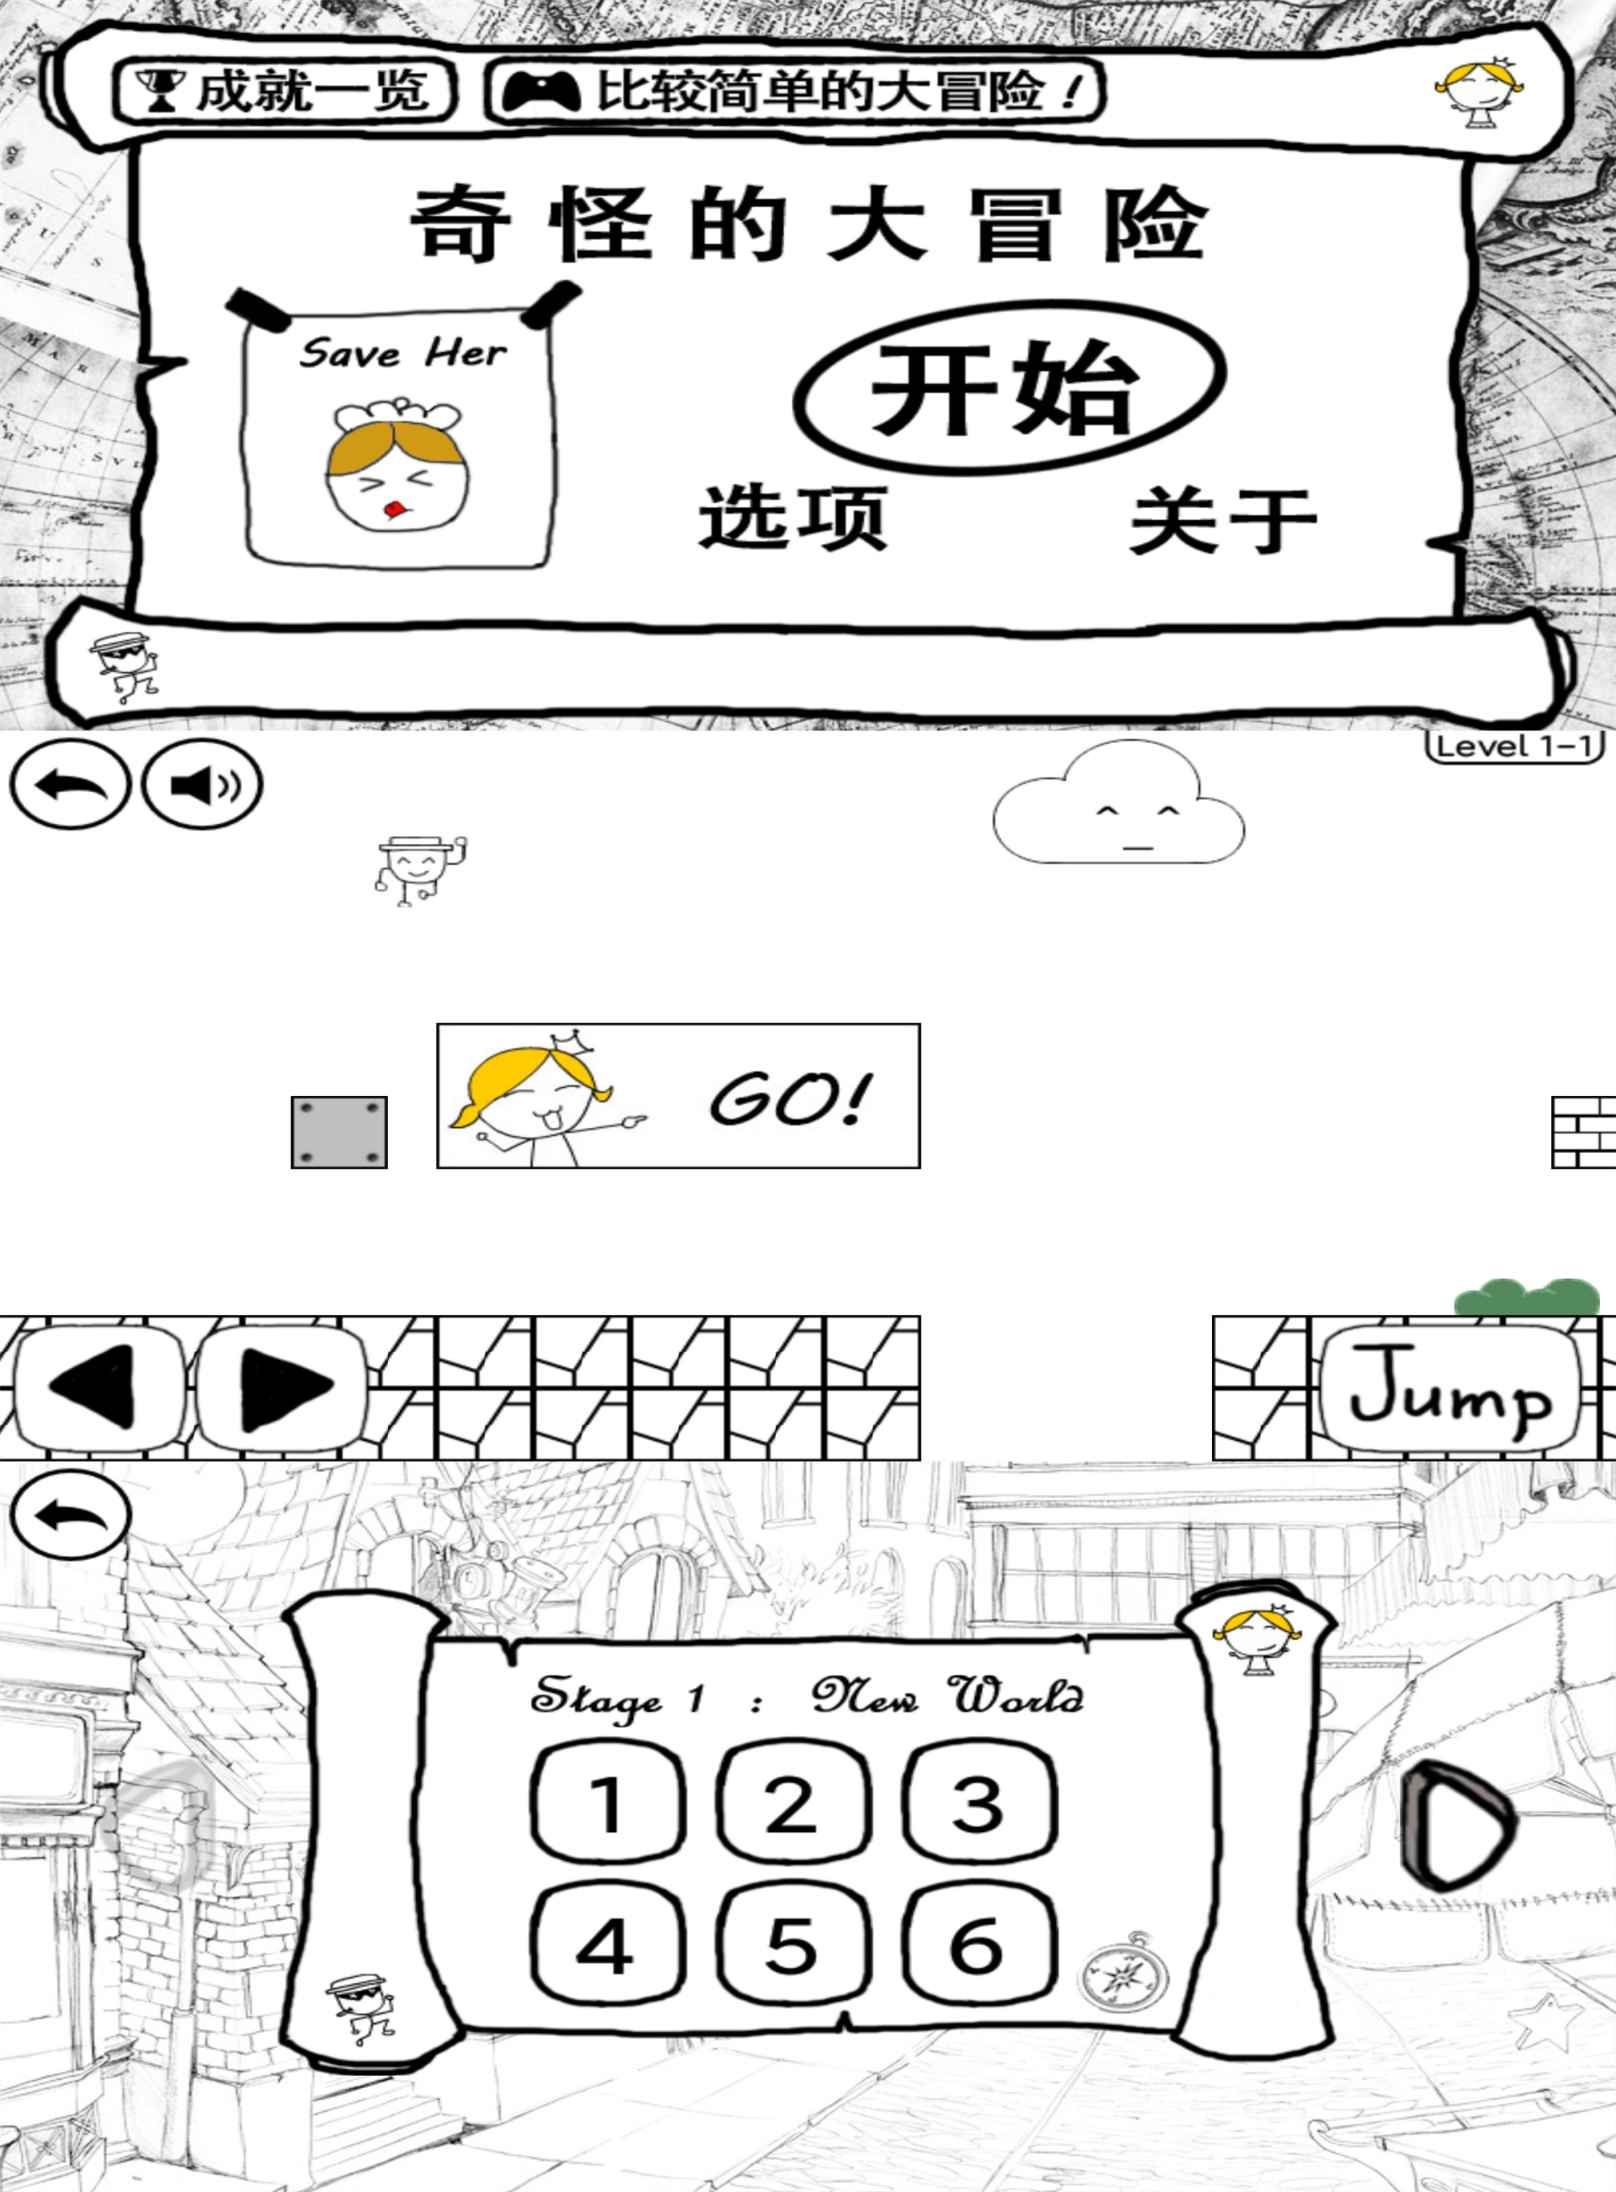 成就一览 比较简单的大冒险！
奇怪的大冒险
Save Her
开始
选项 关于
Level 1-1
GO!
Jump
Stage 1 : New World
1 2 3
4 5 6